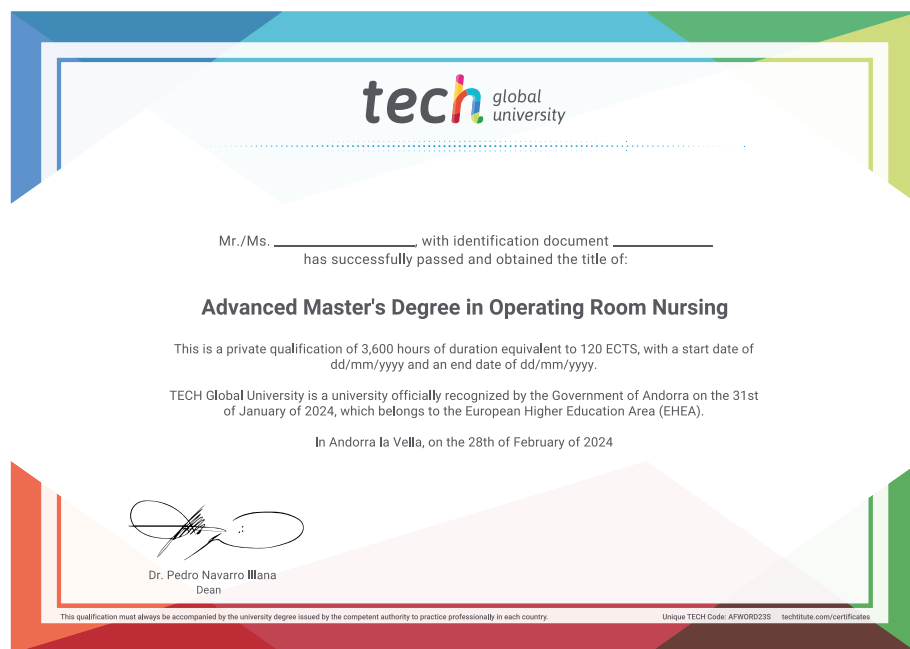 tech global
university
Mr./Ms. ____________, with identification document ____________
has successfully passed and obtained the title of:
Advanced Master's Degree in Operating Room Nursing
This is a private qualification of 3,600 hours of duration equivalent to 120 ECTS, with a start date of
dd/mm/yyyy and an end date of dd/mm/yyyy.
TECH Global University is a university officially recognized by the Government of Andorra on the 31st
of January of 2024, which belongs to the European Higher Education Area (EHEA).
In Andorra la Vella, on the 28th of February of 2024
Dr. Pedro Navarro Illana
Dean
This qualification must always be accompanied by the university degree issued by the competent authority to practice professionally in each country.
Unique TECH Code: AFWORD23S techtitute.com/certificates